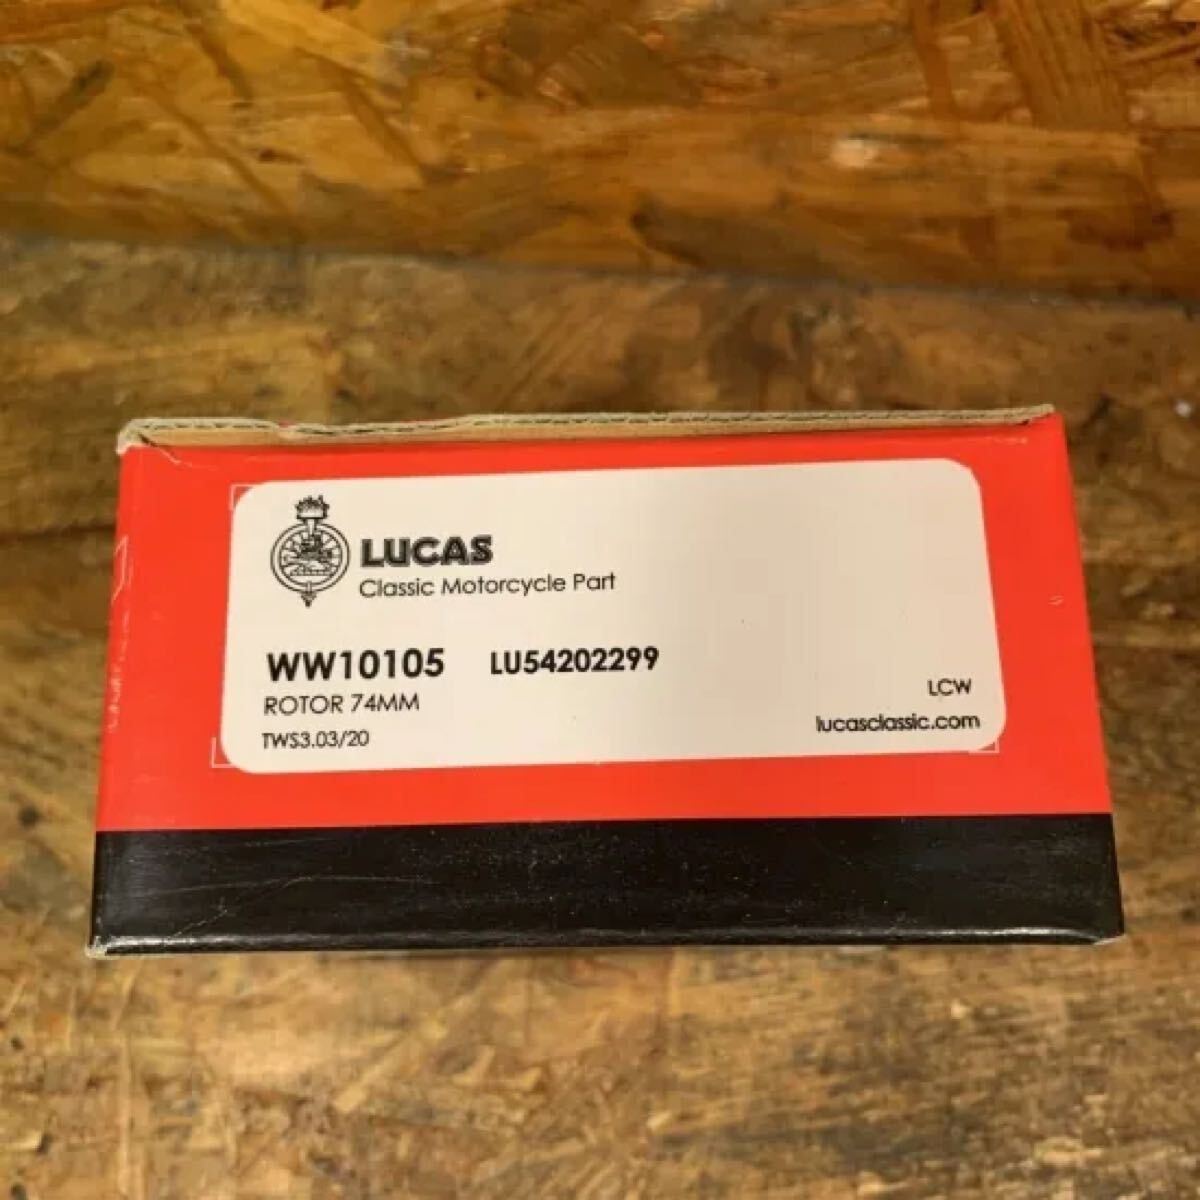 LUCAS
Classic Motorcycle Part
WW10105 LU54202299
ROTOR 74MM
LCW
TWS3.03/20
lucasclassic.com